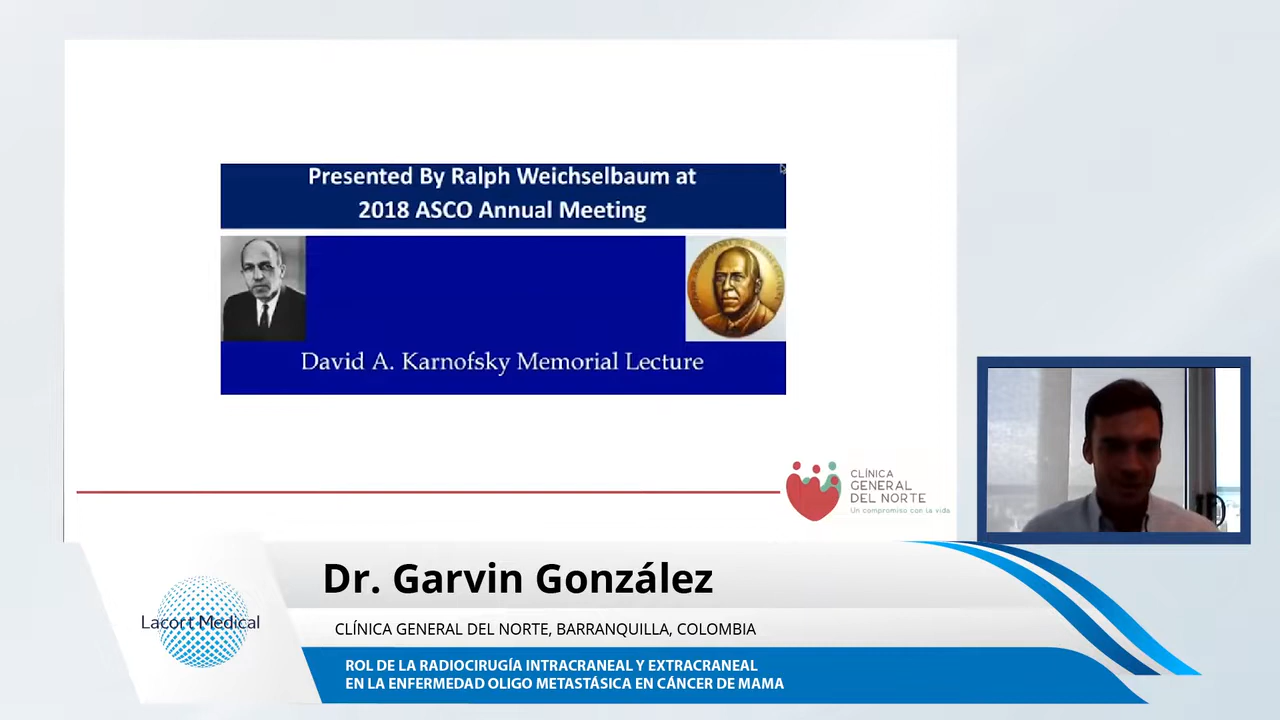 Presented By Ralph Weichselbaum at
2018 ASCO Annual Meeting
David A. Karnofsky Memorial Lecture
CLÍNICA
GENERAL
DEL NORTE
Un compromiso con la vida
Dr. Garvin González
Lacort Medical
CLÍNICA GENERAL DEL NORTE, BARRANQUILLA, COLOMBIA
ROL DE LA RADIOCIRUGÍA INTRACRANEAL Y EXTRACRANEAL
EN LA ENFERMEDAD OLIGO METASTÁSICA EN CÁNCER DE MAMA